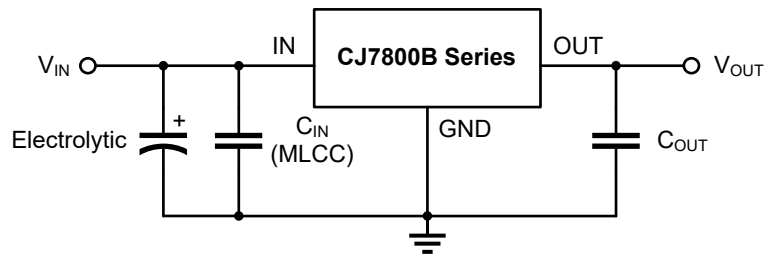 IN
CJ7800B Series
OUT
VIN
VOUT
Electrolytic
+
CIN
(MLCC)
GND
COUT